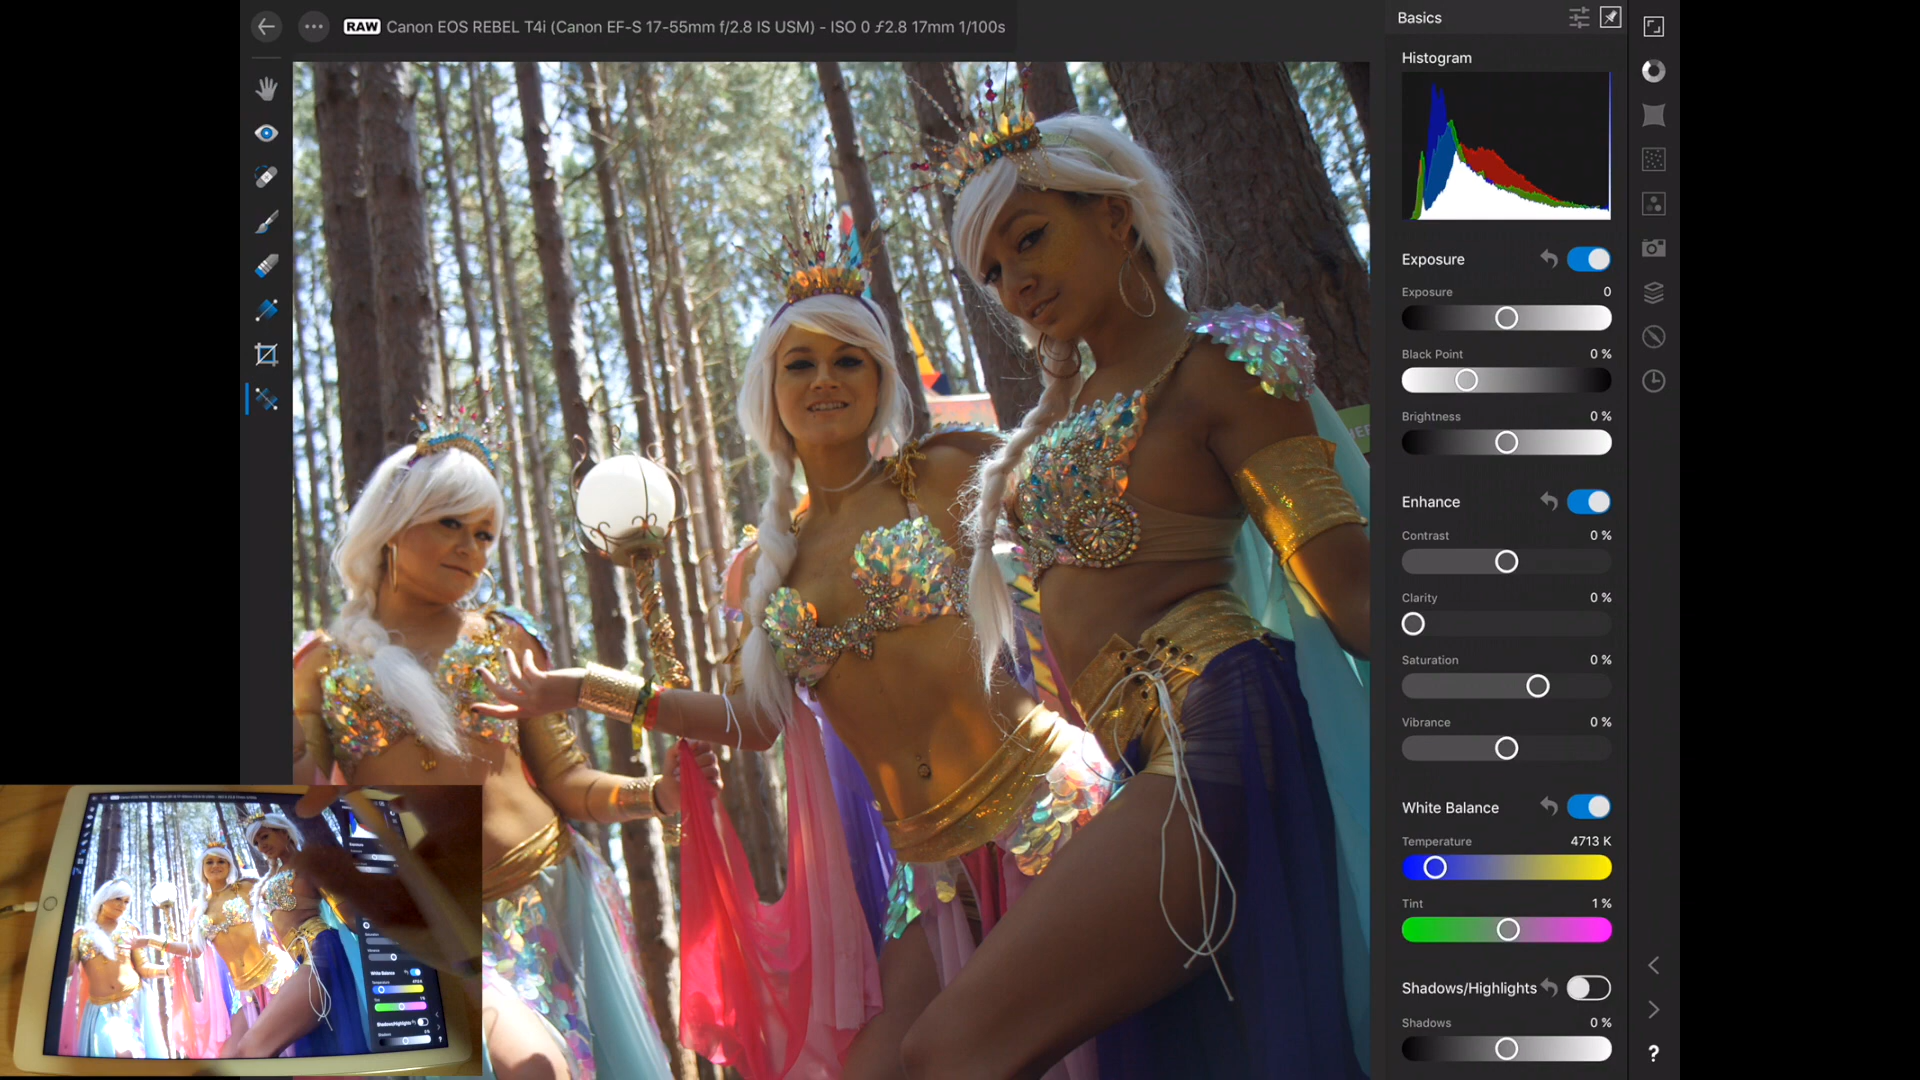 RAW Canon EOS REBEL T4i (Canon EF-S 17-55mm f/2.8 IS USM) - ISO 0 ƒ2.8 17mm 1/100s
Basics
Histogram
Exposure
Exposure 0
Black Point 0 %
Brightness 0 %
Enhance
Contrast 0 %
Clarity 0 %
Saturation 0 %
Vibrance 0 %
White Balance
Temperature 4713 K
Tint 1 %
Shadows/Highlights
Shadows 0 %
?